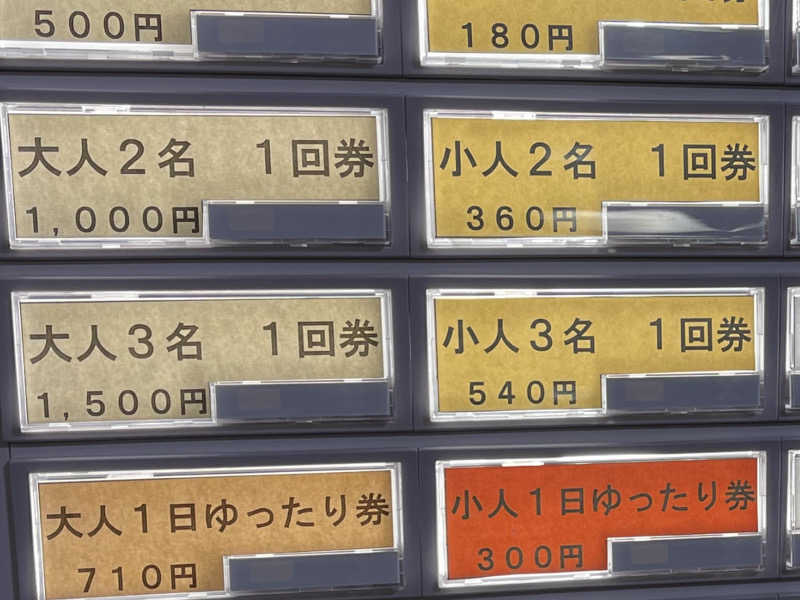 500円
180円
大人2名 1回券
1,000円
小人2名 1回券
360円
大人3名 1回券
1,500円
小人3名 1回券
540円
大人1日ゆったり券
710円
小人1日ゆったり券
300円